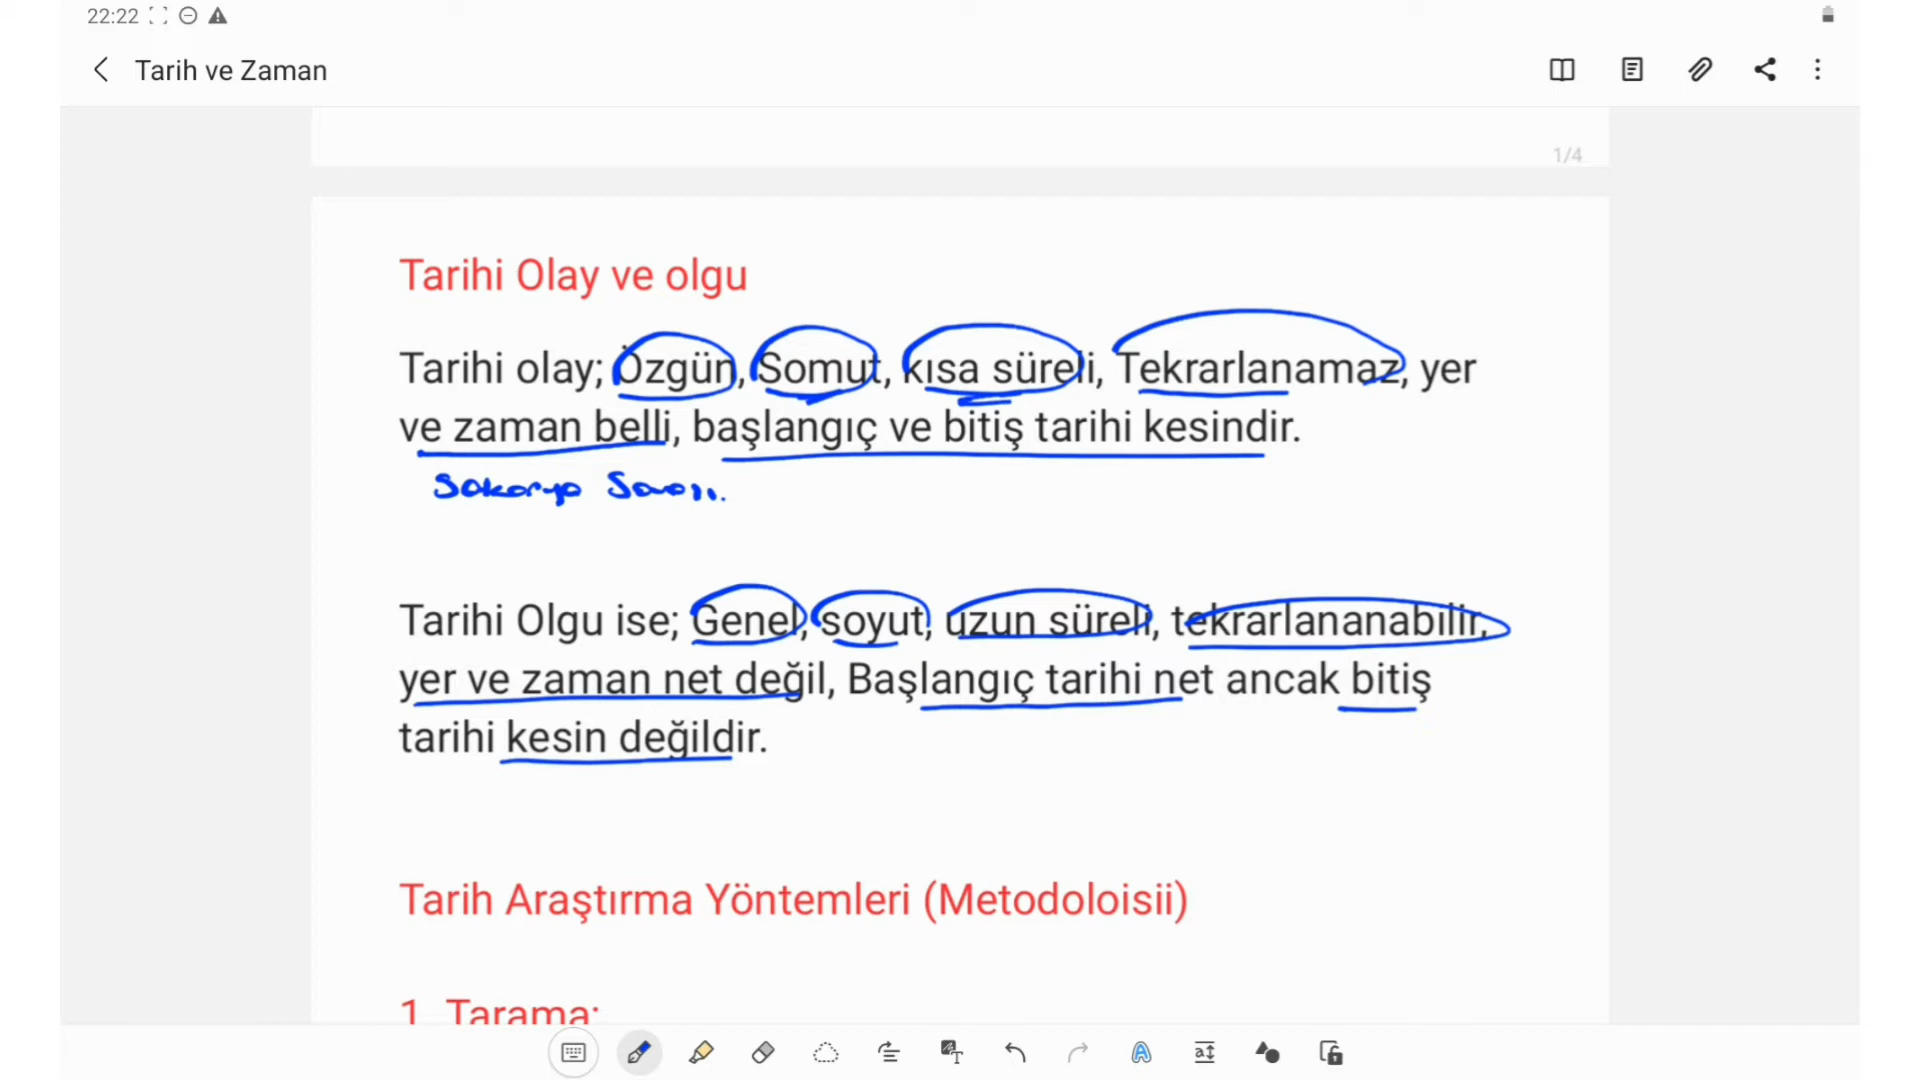 22:22
Tarih ve Zaman
1/4
Tarihi Olay ve olgu
Tarihi olay; Özgün, Somut, kısa süreli, Tekrarlanamaz, yer
ve zaman belli, başlangıç ve bitiş tarihi kesindir.
Sakarya Savaşı.
Tarihi Olgu ise; Genel, soyut, uzun süreli, tekrarlananabilir,
yer ve zaman net değil, Başlangıç tarihi net ancak bitiş
tarihi kesin değildir.
Tarih Araştırma Yöntemleri (Metodoloisii)
1. Tarama: